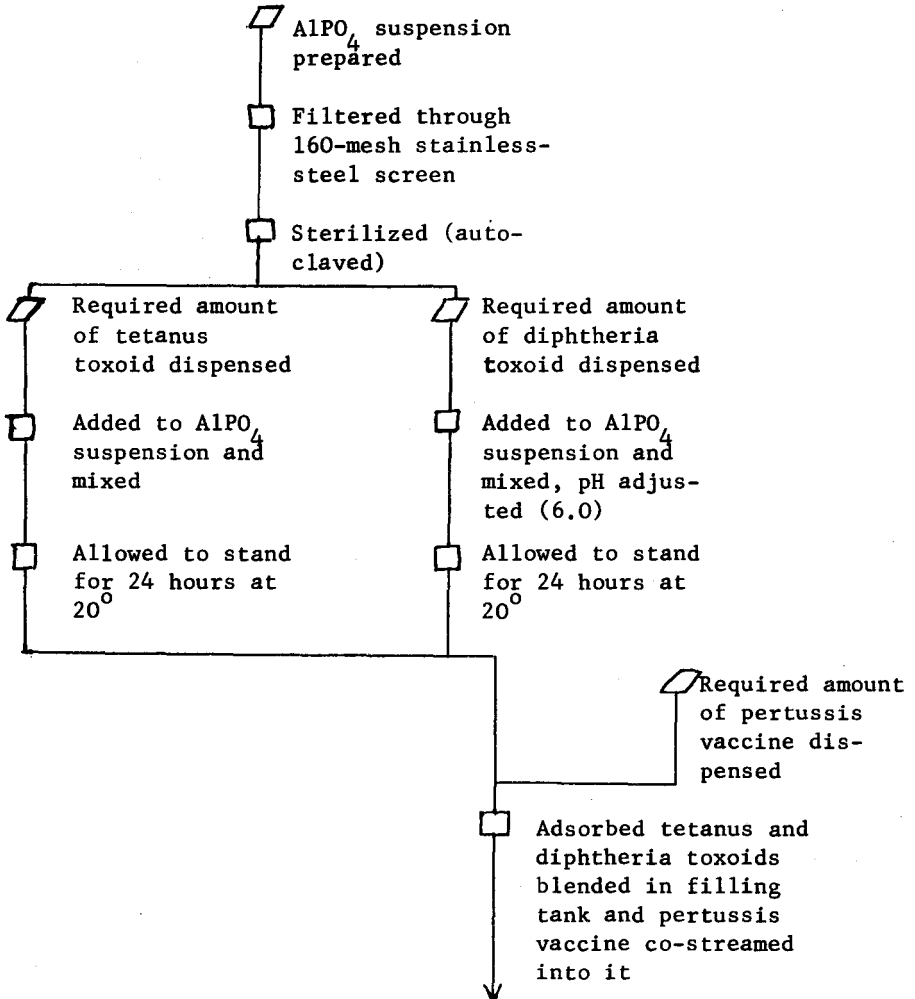 AlPO4 suspension
prepared
Filtered through
160-mesh stainless-
steel screen
Sterilized (auto-
claved)
Required amount
of tetanus
toxoid dispensed
Added to AlPO4
suspension and
mixed
Allowed to stand
for 24 hours at
20°
Required amount
of diphtheria
toxoid dispensed
Added to AlPO4
suspension and
mixed, pH adjus-
ted (6.0)
Allowed to stand
for 24 hours at
20°
Required amount
of pertussis
vaccine dis-
pensed
Adsorbed tetanus and
diphtheria toxoids
blended in filling
tank and pertussis
vaccine co-streamed
into it